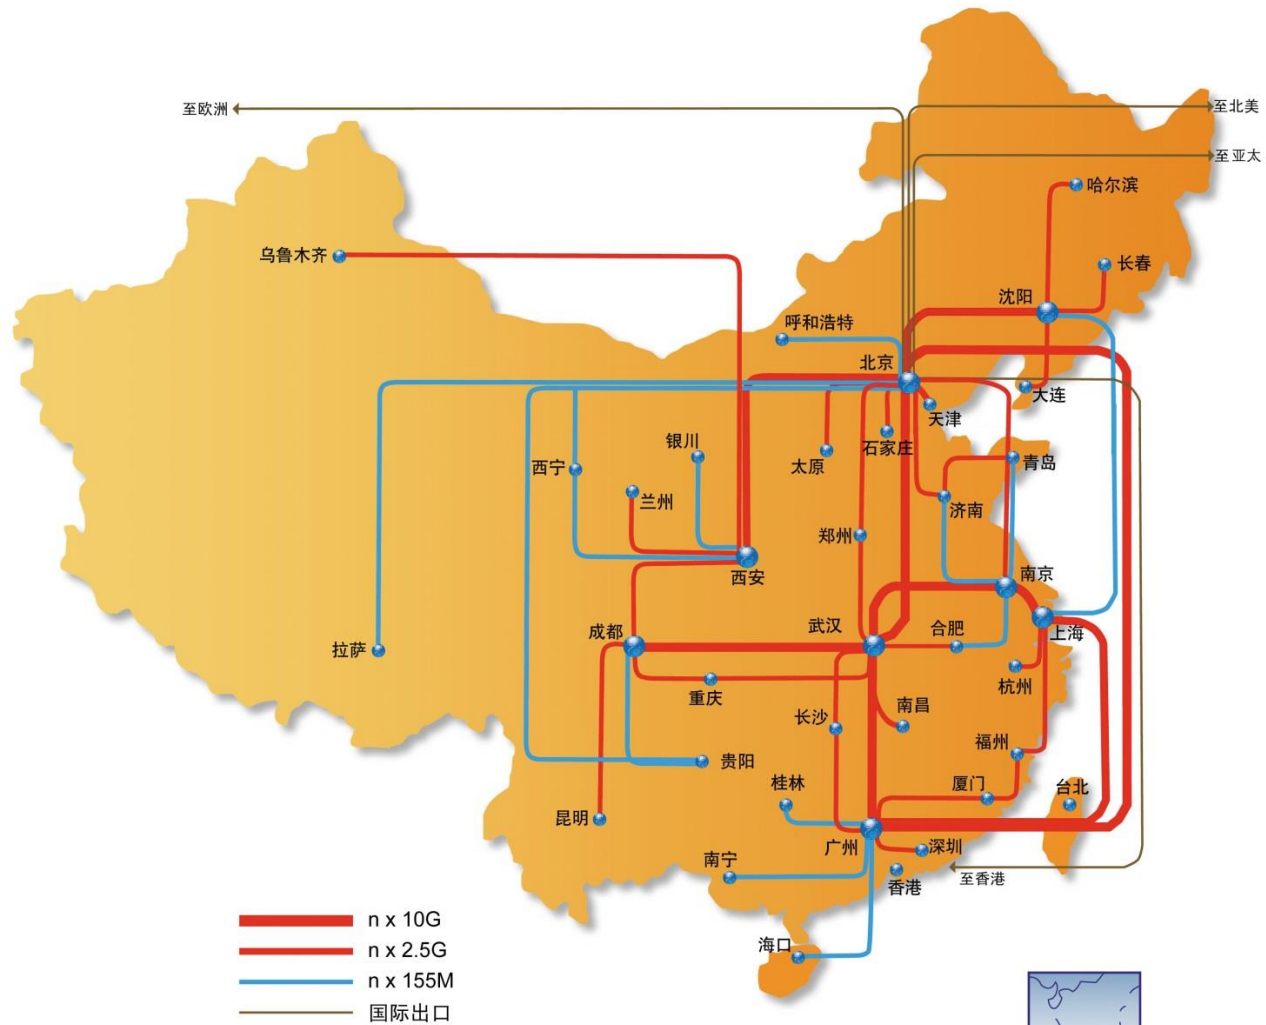 至欧洲
至北美
至亚太
哈尔滨
乌鲁木齐
长春
沈阳
呼和浩特
北京
大连
天津
银川
石家庄
西宁
太原
青岛
兰州
济南
郑州
西安
南京
成都
武汉
合肥
上海
拉萨
杭州
重庆
长沙
南昌
福州
贵阳
桂林
厦门
台北
昆明
广州
深圳
南宁
香港
至香港
海口
n x 10G
n x 2.5G
n x 155M
国际出口